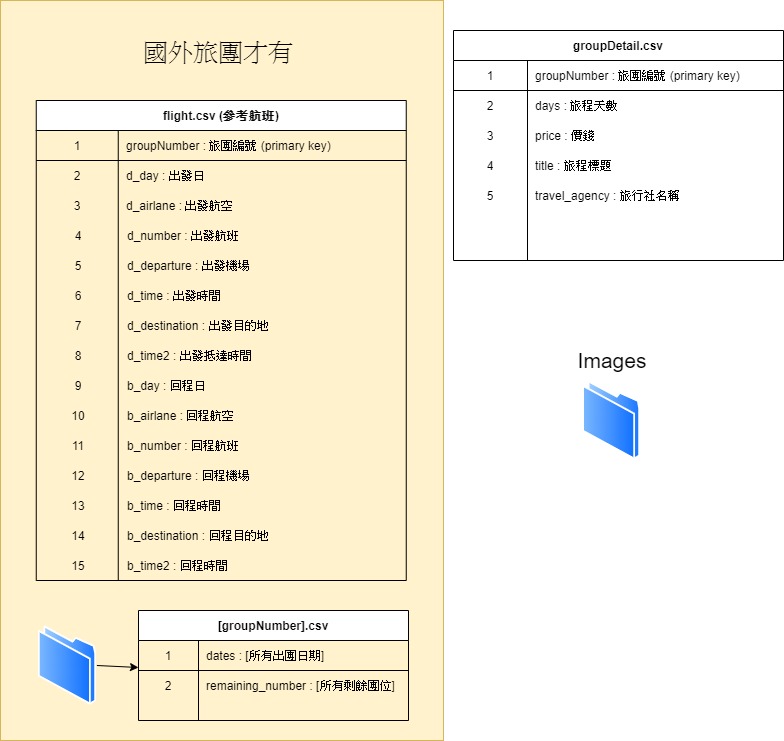 國外旅團才有
flight.csv (參考航班)
1 groupNumber : 旅團編號 (primary key)
2 d_day : 出發日
3 d_airlane : 出發航空
4 d_number : 出發航班
5 d_departure : 出發機場
6 d_time : 出發時間
7 d_destination : 出發目的地
8 d_time2 : 出發抵達時間
9 b_day : 回程日
10 b_airlane : 回程航空
11 b_number : 回程航班
12 b_departure : 回程機場
13 b_time : 回程時間
14 b_destination : 回程目的地
15 b_time2 : 回程時間
[groupNumber].csv
1 dates : [所有出團日期]
2 remaining_number : [所有剩餘團位]
groupDetail.csv
1 groupNumber : 旅團編號 (primary key)
2 days : 旅程天數
3 price : 價錢
4 title : 旅程標題
5 travel_agency : 旅行社名稱
Images